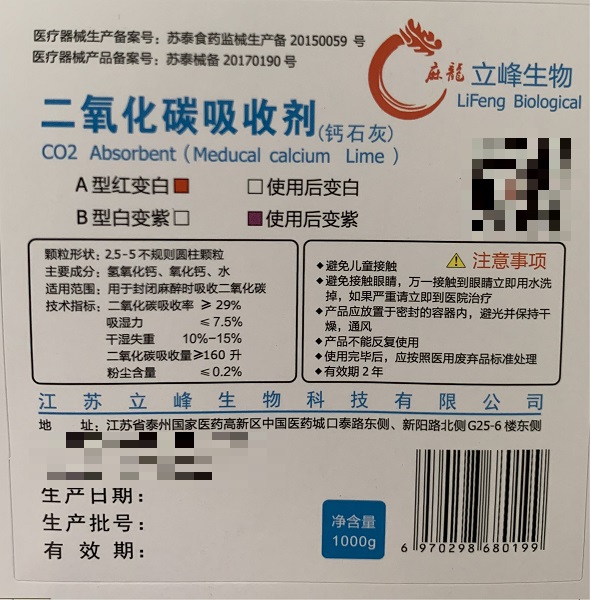 医疗器械生产备案号：苏泰食药监械生产备 20150059 号
医疗器械产品备案号：苏泰械备 20170190 号
麻龍
立峰生物
LiFeng Biological
二氧化碳吸收剂(钙石灰)
CO2 Absorbent (Meducal calcium Lime )
A 型红变白 使用后变白
B 型白变紫 使用后变紫
颗粒形状: 2,5-5 不规则圆柱颗粒
主要成分: 氢氧化钙、氧化钙、水
适用范围: 用于封闭麻醉时吸收二氧化碳
技术指标: 二氧化碳吸收率 ≥ 29%
吸湿力 ≤ 7.5%
干湿失重 10%-15%
二氧化碳吸收量≥160 升
粉尘含量 ≤ 0.2%
注意事项
◆避免儿童接触
◆避免接触眼睛，万一接触到眼睛立即用水洗
掉，如果严重请立即到医院治疗
◆产品应放置于密封的容器内，避光并保持干
燥，通风
◆产品不能反复使用
◆使用完毕后，应按照医用废弃品标准处理
◆有效期 2 年
江苏立峰生物科技有限公司
地 址: 江苏省泰州国家医药高新区中国医药城口泰路东侧、新阳路北侧 G25-6 楼东侧
生产日期：
生产批号：
有 效 期：
净含量
1000g
6 970298 680199